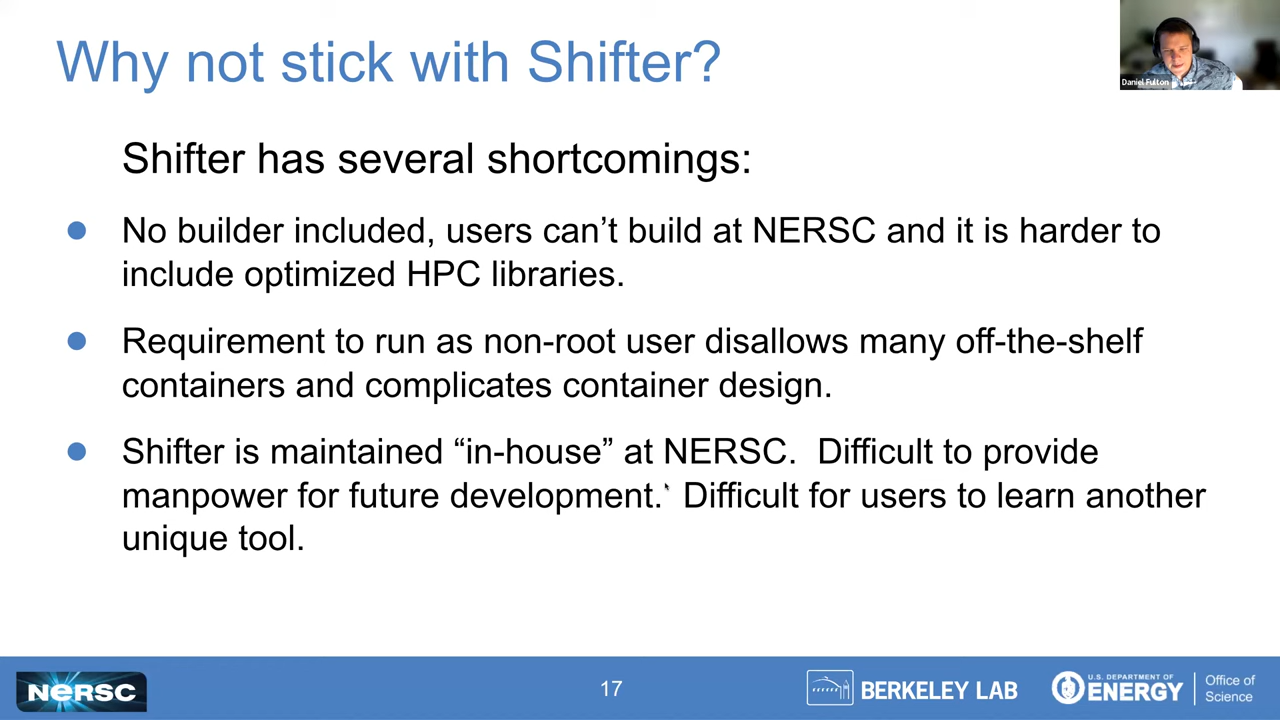 Why not stick with Shifter?
Daniel Fulton
Shifter has several shortcomings:
No builder included, users can’t build at NERSC and it is harder to
include optimized HPC libraries.
Requirement to run as non-root user disallows many off-the-shelf
containers and complicates container design.
Shifter is maintained “in-house” at NERSC.  Difficult to provide
manpower for future development.  Difficult for users to learn another
unique tool.
NERSC
17
BERKELEY LAB
U.S. DEPARTMENT OF
ENERGY
Office of
Science